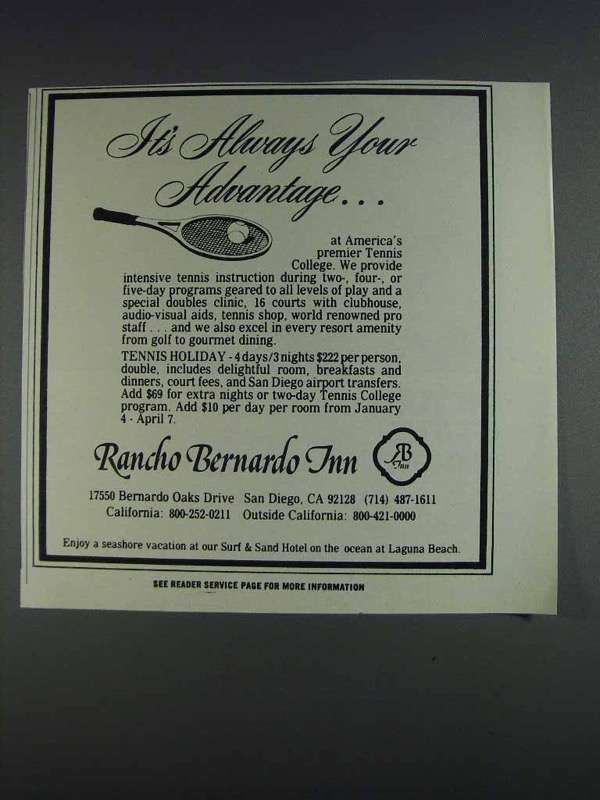 It's Always Your
Advantage...
at America's
premier Tennis
College. We provide
intensive tennis instruction during two-, four-, or
five-day programs geared to all levels of play and a
special doubles clinic, 16 courts with clubhouse,
audio-visual aids, tennis shop, world renowned pro
staff . . . and we also excel in every resort amenity
from golf to gourmet dining.
TENNIS HOLIDAY - 4 days/3 nights $222 per person,
double, includes delightful room, breakfasts and
dinners, court fees, and San Diego airport transfers.
Add $69 for extra nights or two-day Tennis College
program. Add $10 per day per room from January
4 - April 7.
Rancho Bernardo Inn
RB
Inn
17550 Bernardo Oaks Drive San Diego, CA 92128 (714) 487-1611
California: 800-252-0211 Outside California: 800-421-0000
Enjoy a seashore vacation at our Surf & Sand Hotel on the ocean at Laguna Beach.
SEE READER SERVICE PAGE FOR MORE INFORMATION